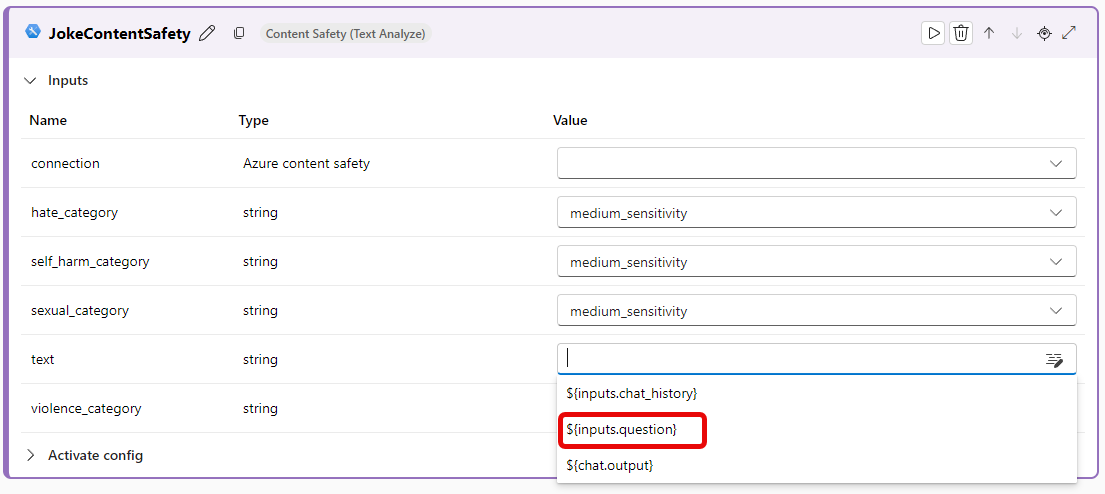 JokeContentSafety Content Safety (Text Analyze)
Inputs
Name Type Value
connection Azure content safety
hate_category string medium_sensitivity
self_harm_category string medium_sensitivity
sexual_category string medium_sensitivity
text string
${inputs.chat_history}
violence_category string
${inputs.question}
Activate config
${chat.output}